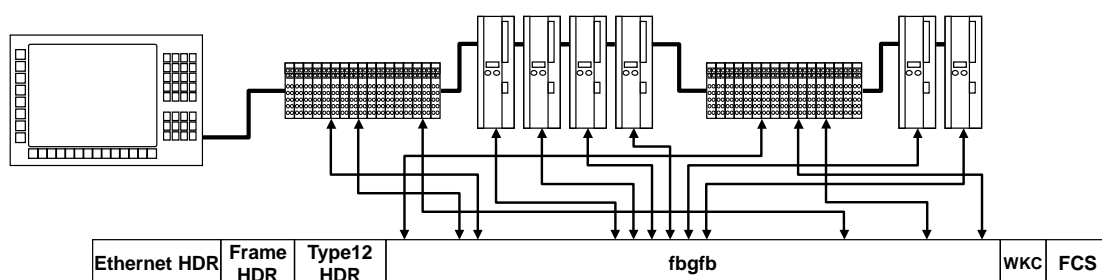 Ethernet HDR
Frame
HDR
Type12
HDR
fbgfb
WKC
FCS